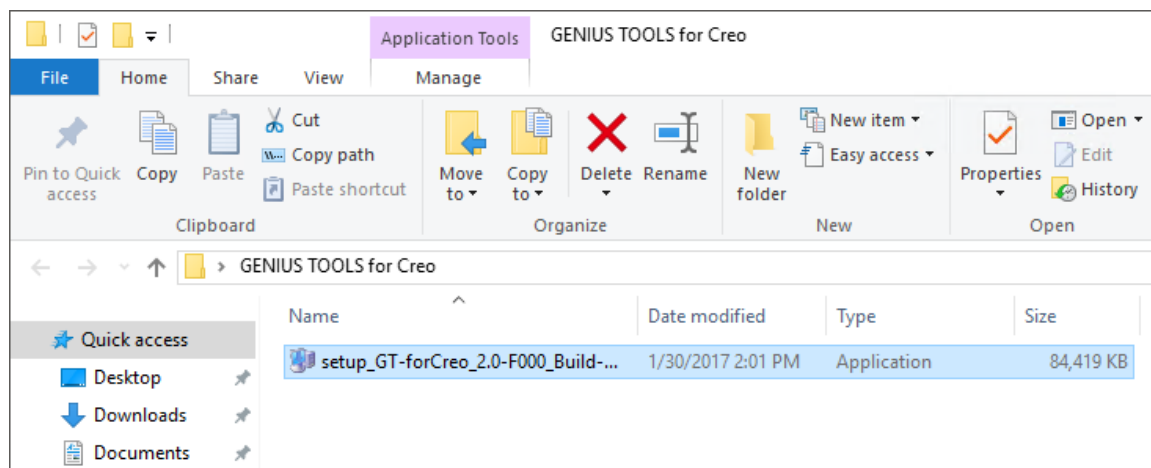 Application Tools
GENIUS TOOLS for Creo
File Home Share View Manage
Pin to Quick access
Copy
Paste
Cut
Copy path
Paste shortcut
Clipboard
Move to
Copy to
Delete
Rename
Organize
New folder
New item
Easy access
New
Properties
Open
Edit
History
Open
GENIUS TOOLS for Creo
Name Date modified Type Size
Quick access
setup_GT-forCreo_2.0-F000_Build-... 1/30/2017 2:01 PM Application 84,419 KB
Desktop
Downloads
Documents